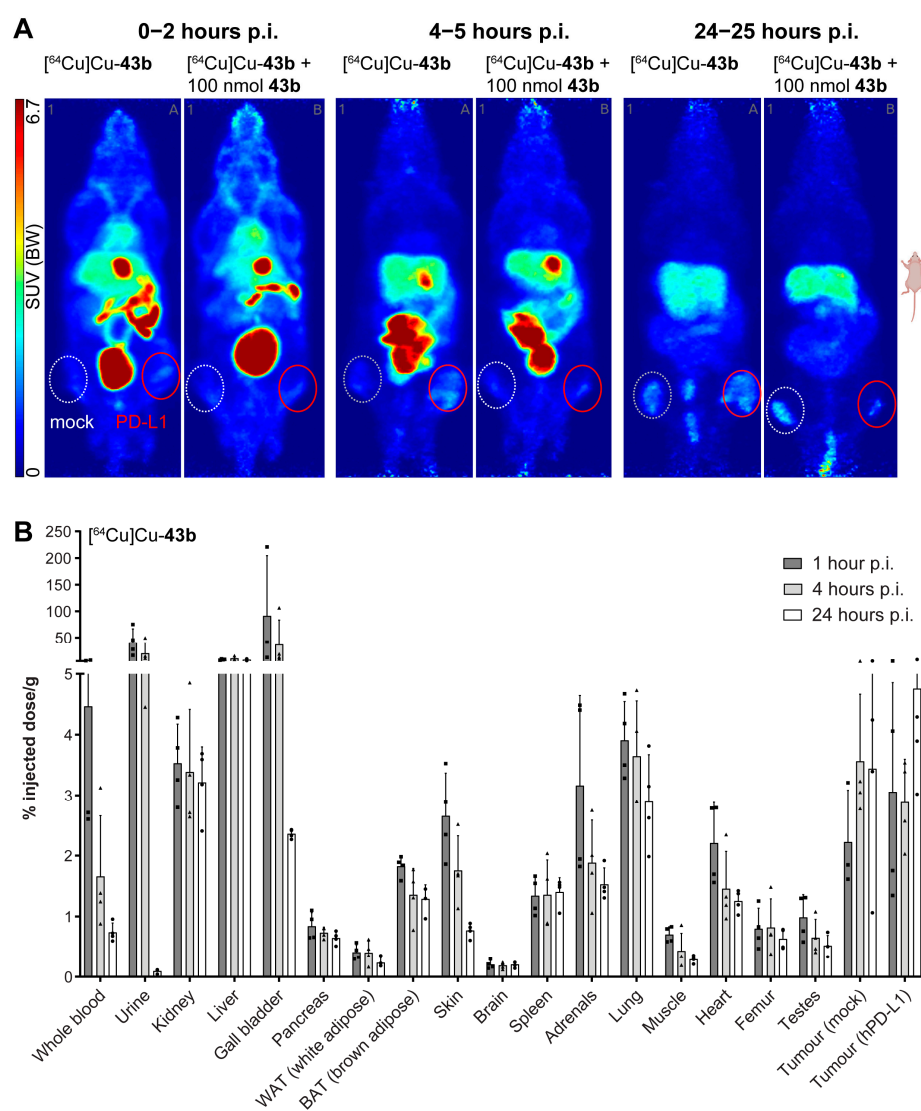 A
0−2 hours p.i.
4−5 hours p.i.
24−25 hours p.i.
[⁶⁴Cu]Cu-43b
[⁶⁴Cu]Cu-43b +
100 nmol 43b
[⁶⁴Cu]Cu-43b
[⁶⁴Cu]Cu-43b +
100 nmol 43b
[⁶⁴Cu]Cu-43b
[⁶⁴Cu]Cu-43b +
100 nmol 43b
6.7
SUV (BW)
0
1 A
1 B
1 A
1 B
1 A
1 B
mock
PD-L1
B
[⁶⁴Cu]Cu-43b
250
200
150
100
50
5
4
3
2
1
0
% injected dose/g
1 hour p.i.
4 hours p.i.
24 hours p.i.
Whole blood
Urine
Kidney
Liver
Gall bladder
Pancreas
WAT (white adipose)
BAT (brown adipose)
Skin
Brain
Spleen
Adrenals
Lung
Muscle
Heart
Femur
Testes
Tumour (mock)
Tumour (hPD-L1)